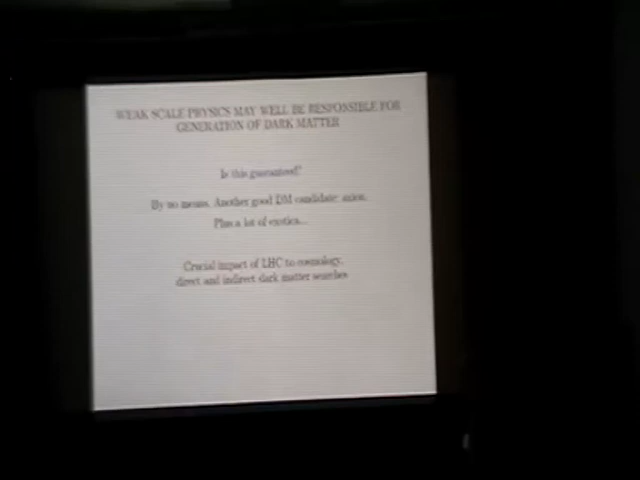 WEAK SCALE PHYSICS MAY WELL BE RESPONSIBLE FOR
GENERATION OF DARK MATTER
Is this guaranteed?
By no means. Another good DM candidate: axion.
Plus a lot of exotics...
Crucial impact of LHC to cosmology,
direct and indirect dark matter searches